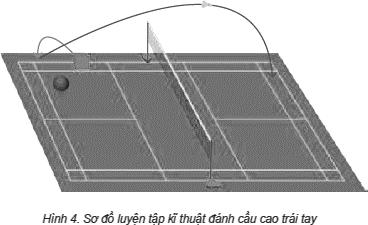 Hình 4. Sơ đồ luyện tập kĩ thuật đánh cầu cao trái tay